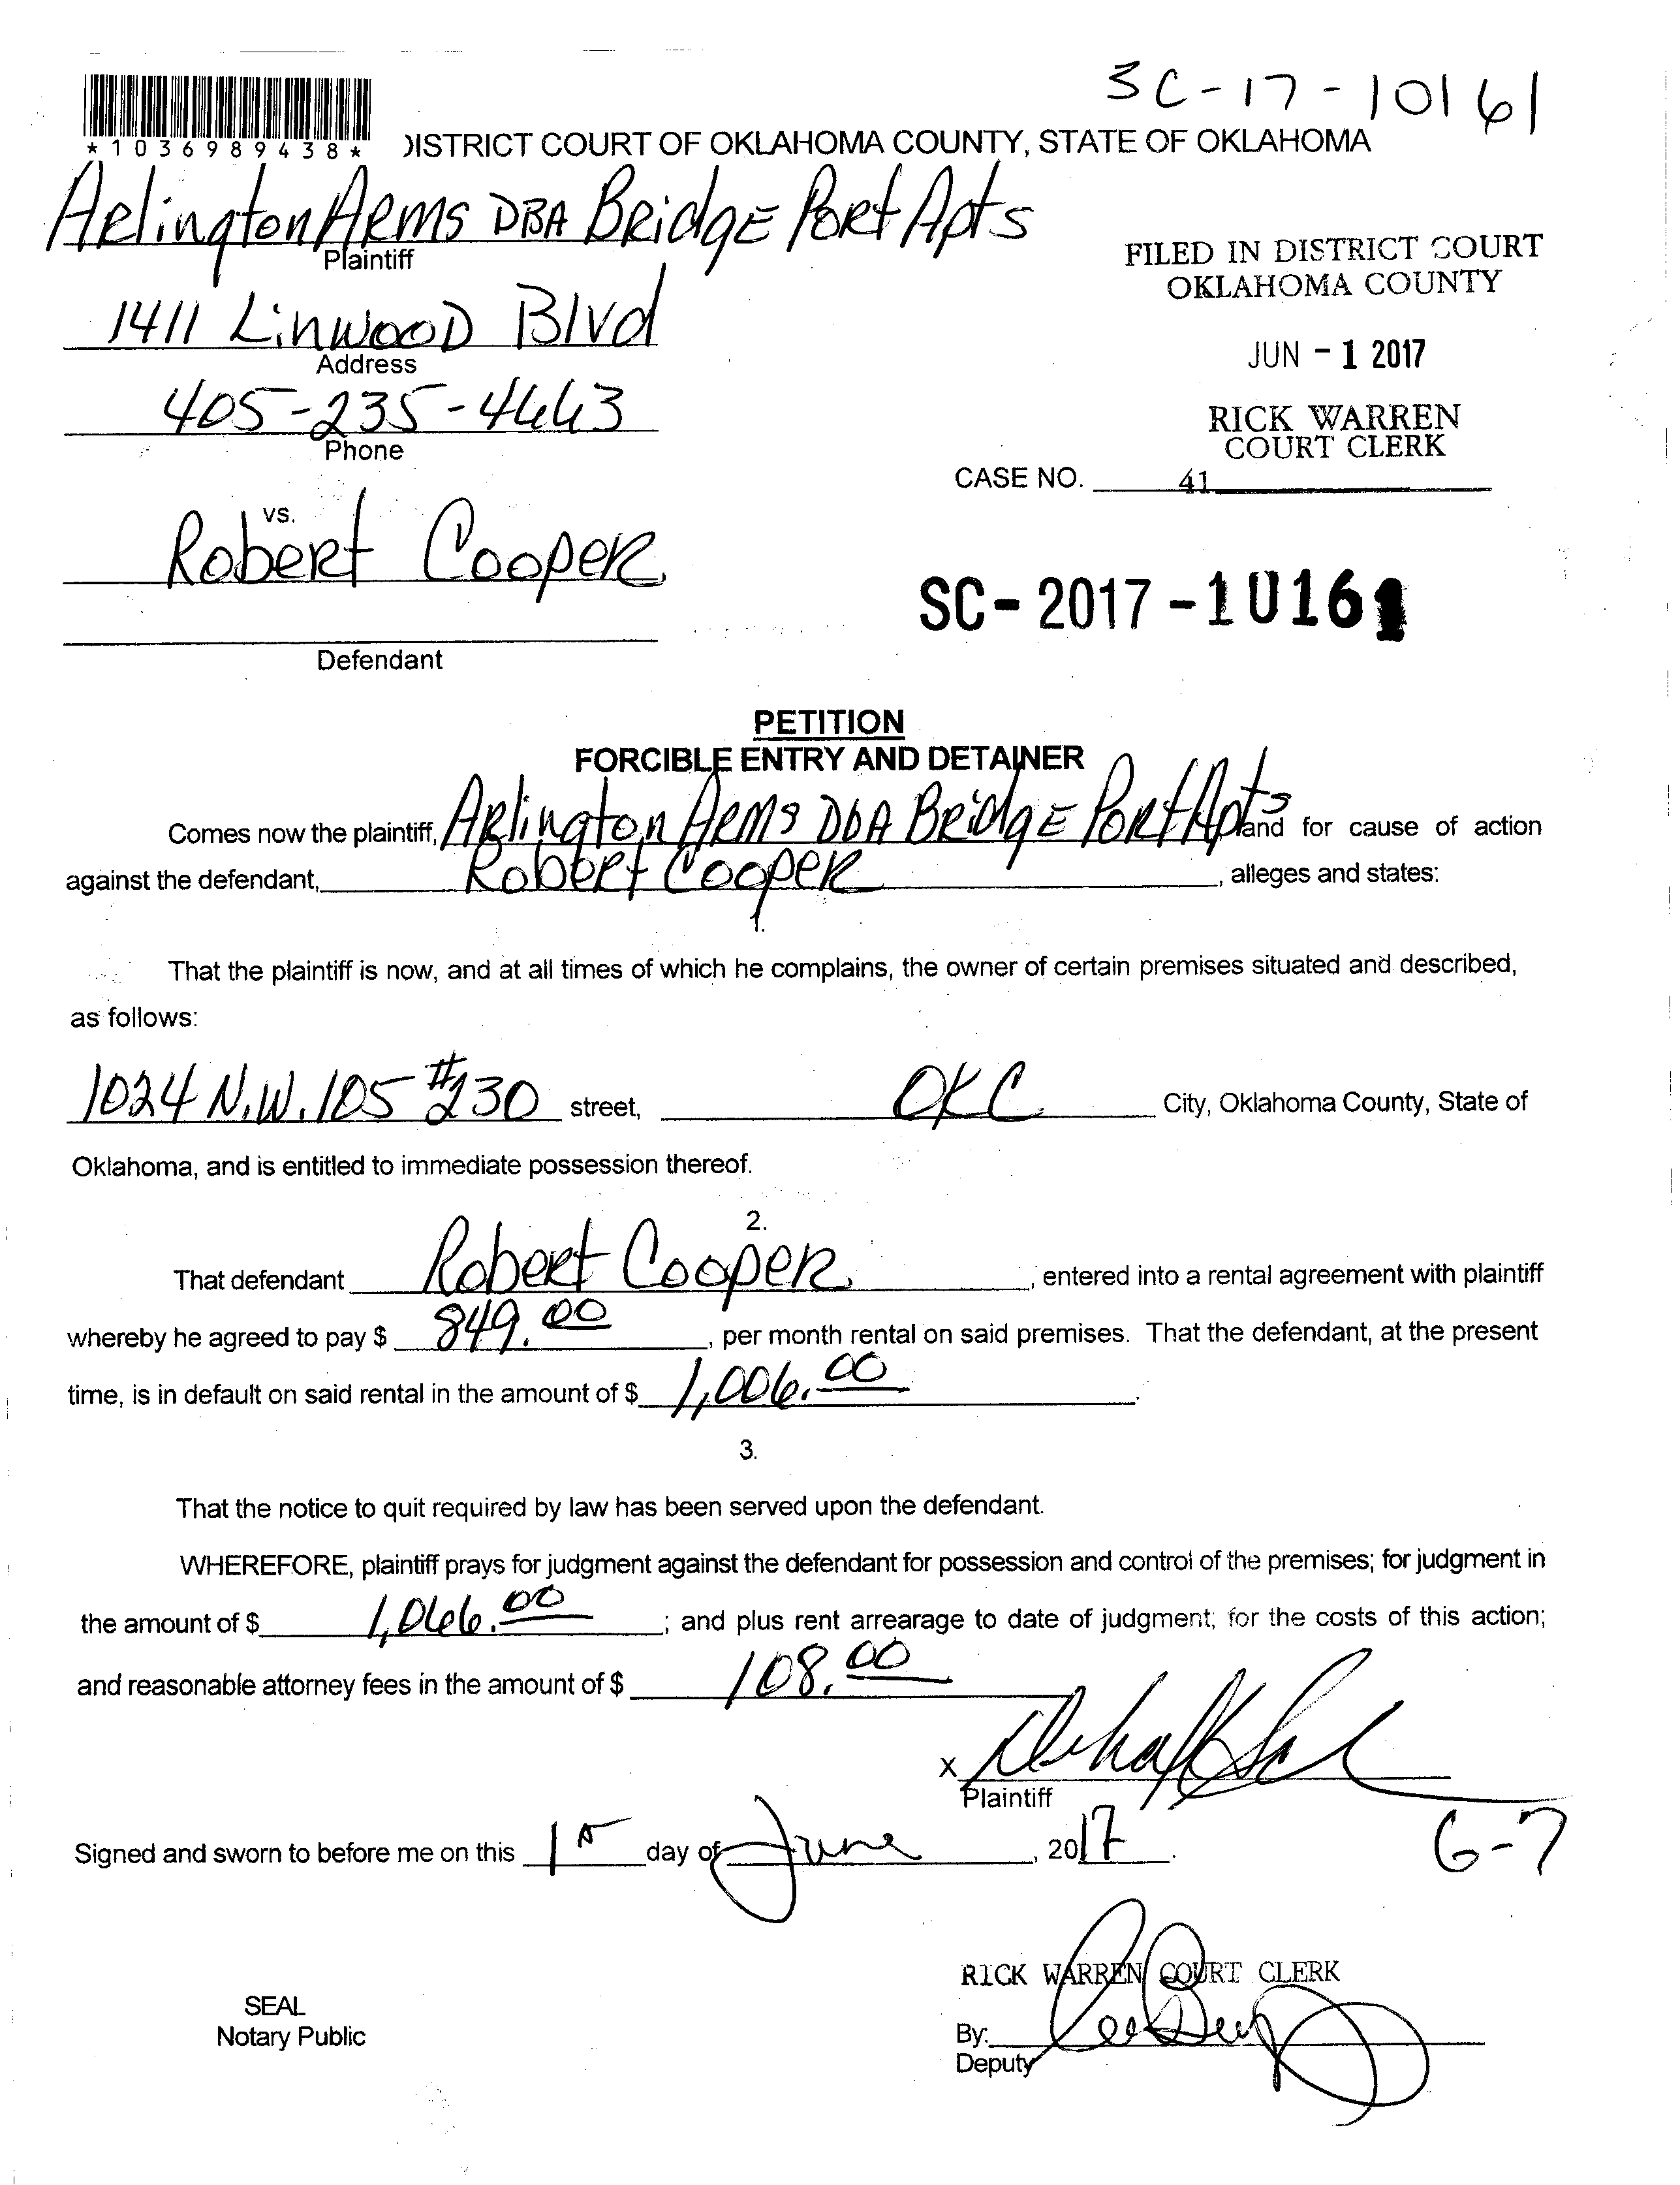 SC-17-10161
*1036989438*
DISTRICT COURT OF OKLAHOMA COUNTY, STATE OF OKLAHOMA
Arlington Arms DBA Bridge Port Apts
Plaintiff
FILED IN DISTRICT COURT
OKLAHOMA COUNTY
1411 Linwood Blvd
Address
JUN - 1 2017
405-235-4663
Phone
RICK WARREN
COURT CLERK
CASE NO. 41
vs.
Robert Cooper
SC- 2017 -10161
Defendant
PETITION
FORCIBLE ENTRY AND DETAINER
Comes now the plaintiff, Arlington Arms DbA Bridge Port Apts and for cause of action
against the defendant, Robert Cooper, alleges and states:
1.
That the plaintiff is now, and at all times of which he complains, the owner of certain premises situated and described,
as follows:
1024 N.W. 105 #230 street, OKC City, Oklahoma County, State of
Oklahoma, and is entitled to immediate possession thereof.
2.
That defendant Robert Cooper, entered into a rental agreement with plaintiff
whereby he agreed to pay $ 849.00, per month rental on said premises. That the defendant, at the present
time, is in default on said rental in the amount of $ 1,006.00.
3.
That the notice to quit required by law has been served upon the defendant.
WHEREFORE, plaintiff prays for judgment against the defendant for possession and control of the premises; for judgment in
the amount of $ 1,066.00; and plus rent arrearage to date of judgment; for the costs of this action;
and reasonable attorney fees in the amount of $ 108.00
X
Plaintiff
Signed and sworn to before me on this 1st day of June, 2017.
6-7
RICK WARREN COURT CLERK
SEAL
Notary Public
By:
Deputy